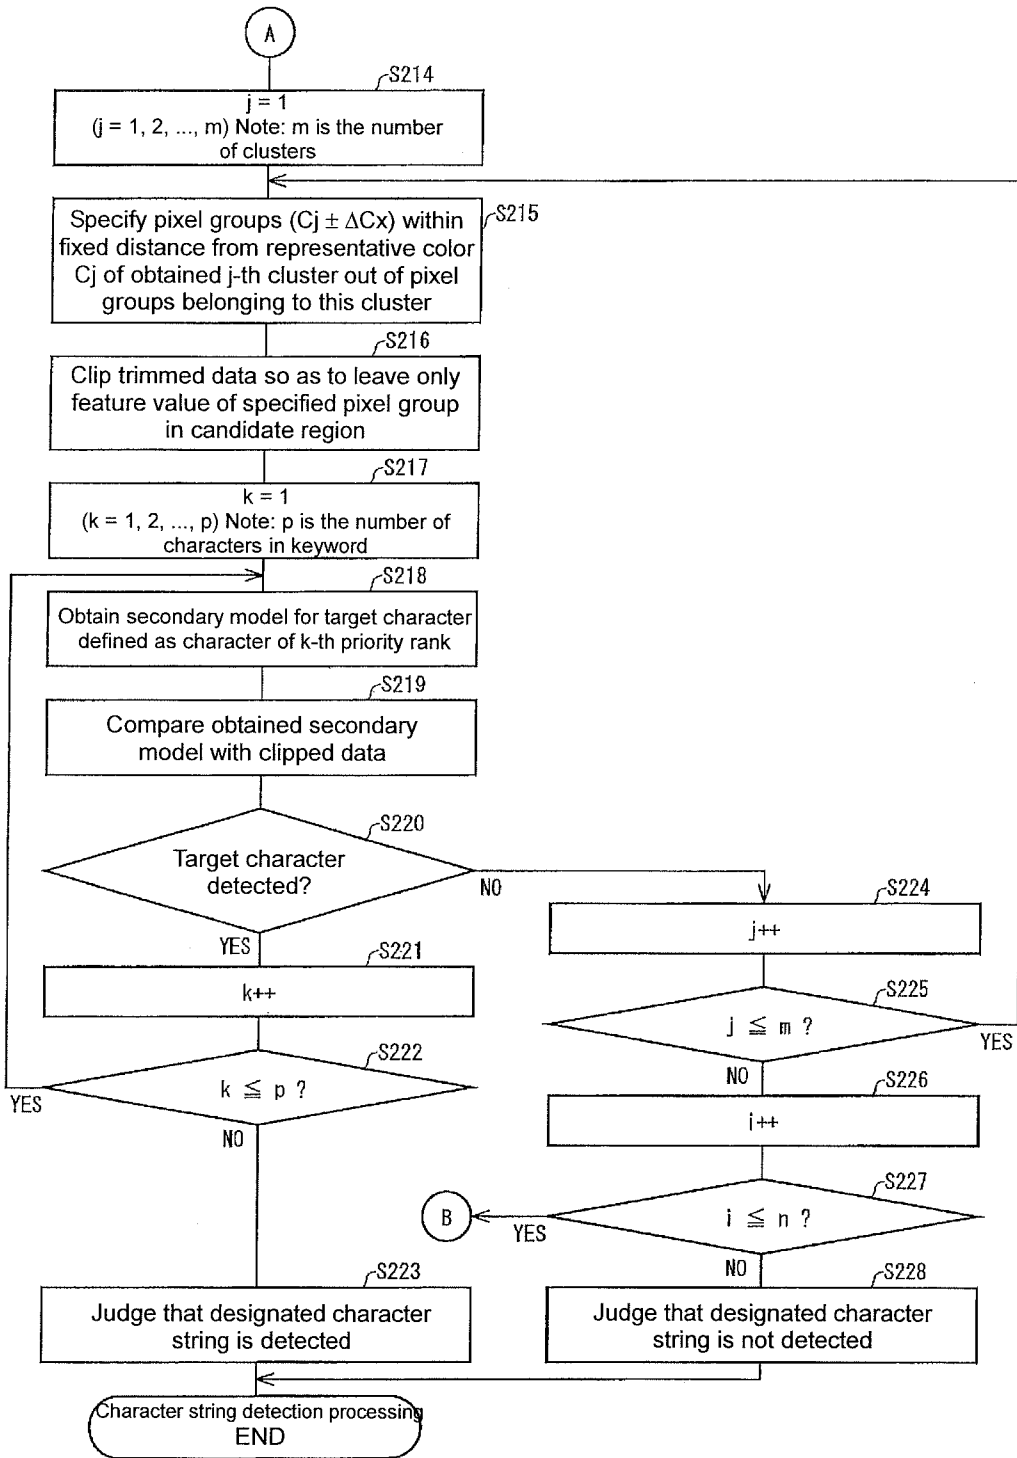 A
S214
j = 1
(j = 1, 2, ..., m) Note: m is the number
of clusters
S215
Specify pixel groups (Cj ± ΔCx) within
fixed distance from representative color
Cj of obtained j-th cluster out of pixel
groups belonging to this cluster
S216
Clip trimmed data so as to leave only
feature value of specified pixel group
in candidate region
S217
k = 1
(k = 1, 2, ..., p) Note: p is the number of
characters in keyword
S218
Obtain secondary model for target character
defined as character of k-th priority rank
S219
Compare obtained secondary
model with clipped data
S220
Target character
detected?
NO
YES
S221
k++
S222
k ≦ p ?
YES
NO
S223
Judge that designated character
string is detected
S224
j++
S225
j ≦ m ?
YES
NO
S226
i++
S227
i ≦ n ?
YES
B
NO
S228
Judge that designated character
string is not detected
Character string detection processing
END